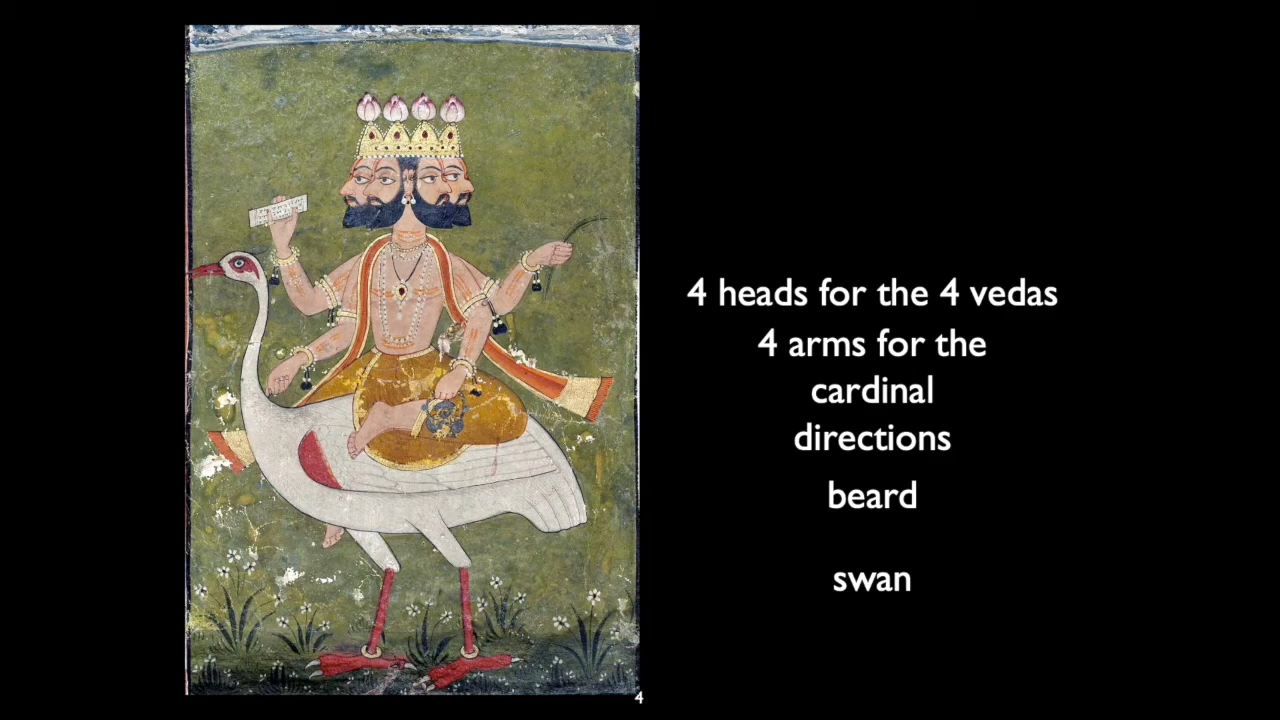 4 heads for the 4 vedas
4 arms for the
cardinal
directions
beard
swan
4